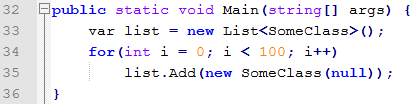 32 public static void Main(string[] args) {
33     var list = new List<SomeClass>();
34     for(int i = 0; i < 100; i++)
35         list.Add(new SomeClass(null));
36 }